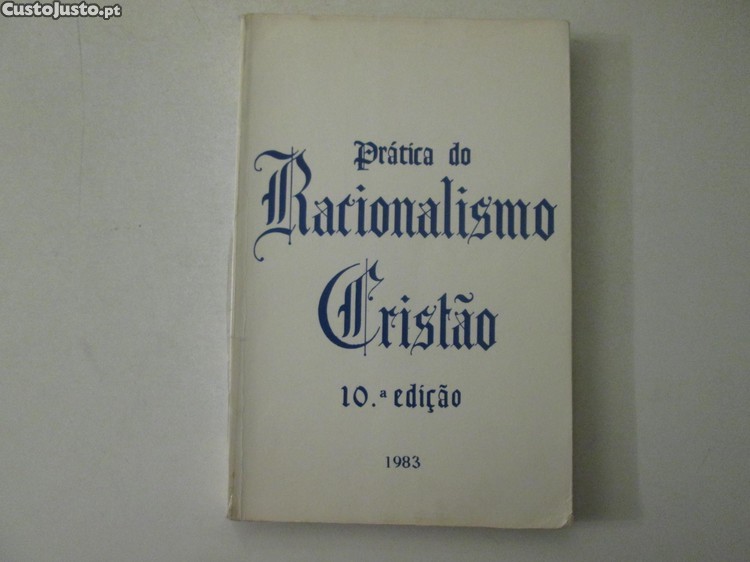 CustoJusto.pt
Prática do
Racionalismo
Cristão
10.ª edição
1983